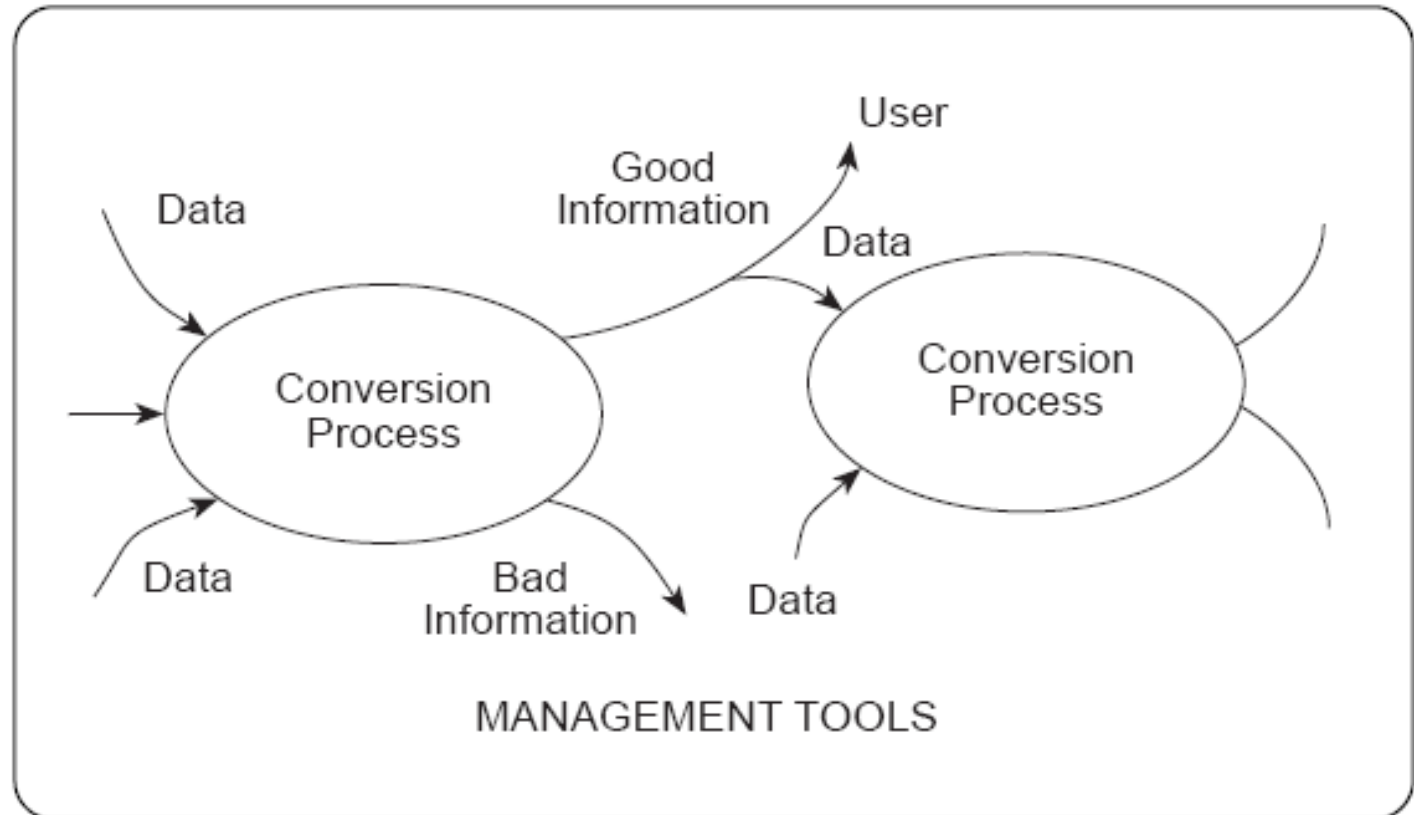 User
Good
Information
Data
Data
Conversion
Process
Conversion
Process
Data
Bad
Information
Data
MANAGEMENT TOOLS